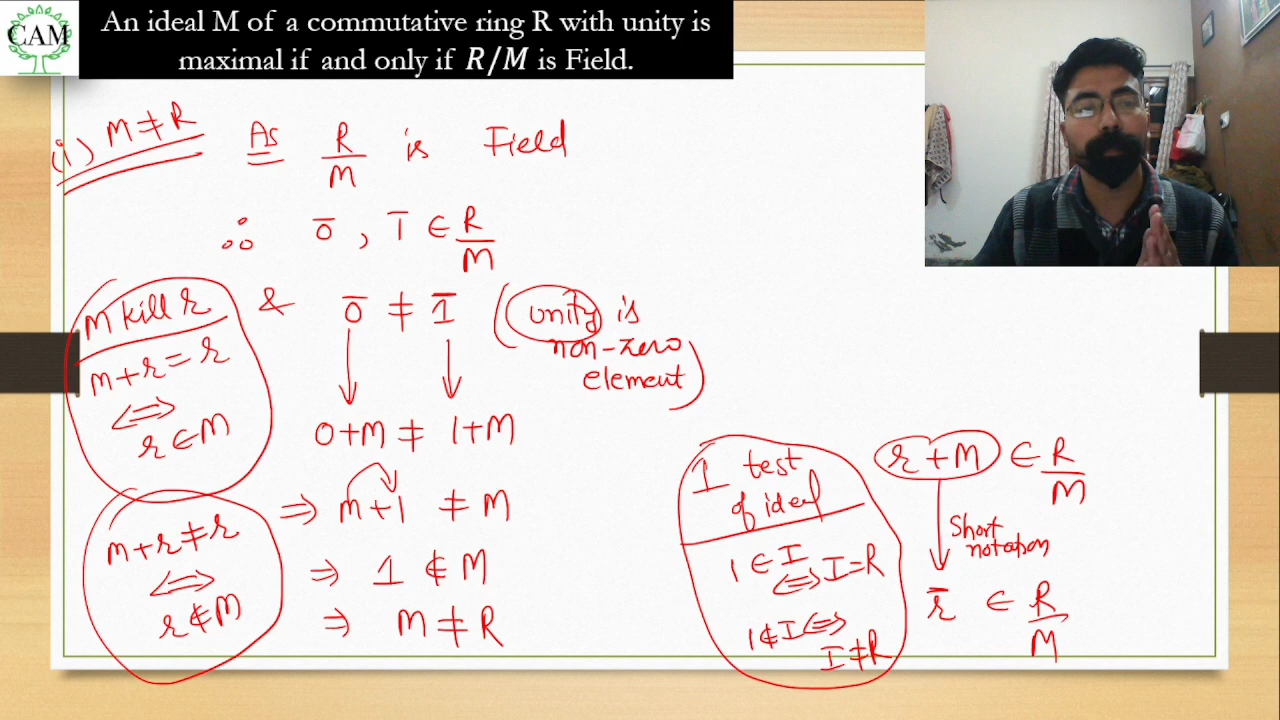 CAM
An ideal M of a commutative ring R with unity is
maximal if and only if R/M is Field.
(i) M ≠ R
As R/M is Field
∴ 0̄, 1̄ ∈ R/M
& 0̄ ≠ 1̄ (unity is
non-zero
element)
0+M ≠ 1+M
⇒ M+1 ≠ M
⇒ 1 ∉ M
⇒ M ≠ R
M kill r
M+r = r
⇔
r ∈ M
M+r ≠ r
⇔
r ∉ M
1 test
of ideal
1 ∈ I
⇔ I=R
1 ∉ I ⇔
I ≠ R
r+M ∈ R/M
Short
notation
r̄ ∈ R/M